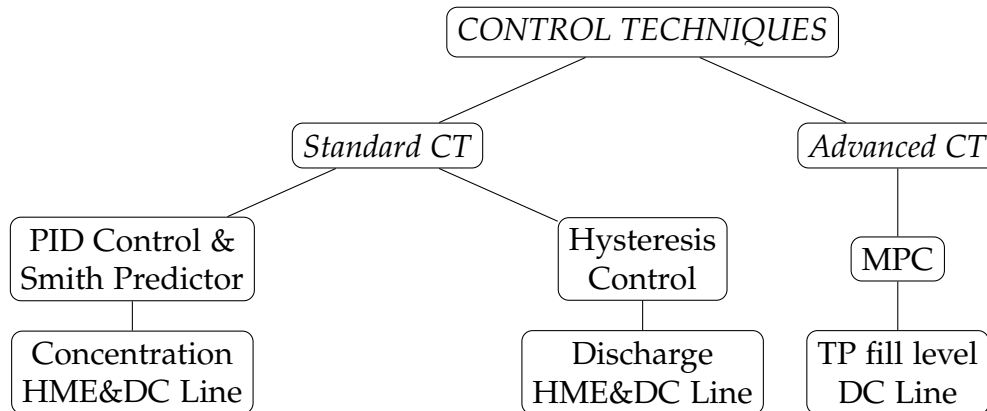 CONTROL TECHNIQUES
Standard CT
Advanced CT
PID Control &
Smith Predictor
Hysteresis
Control
MPC
Concentration
HME&DC Line
Discharge
HME&DC Line
TP fill level
DC Line